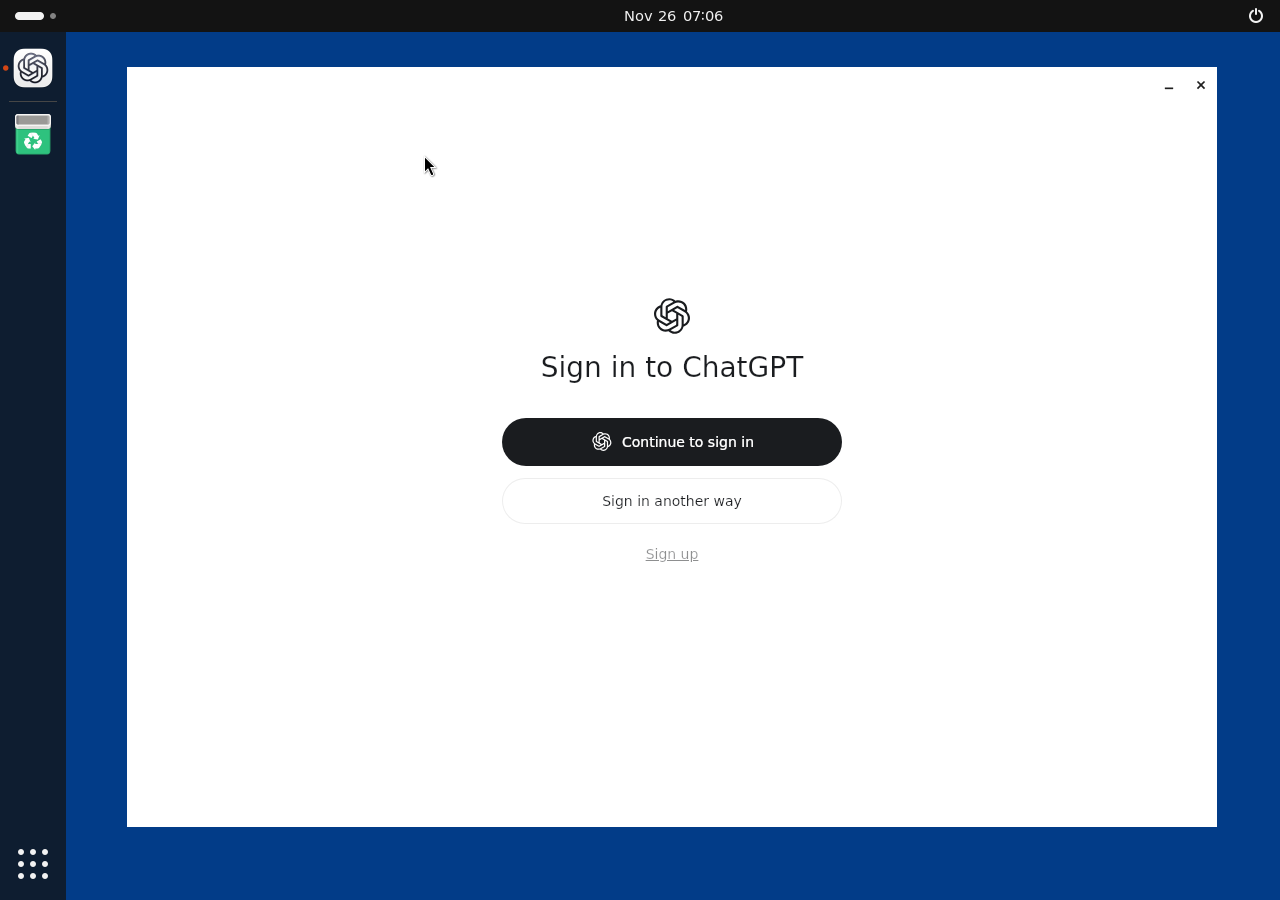 Nov 26 07:06
Sign in to ChatGPT
Continue to sign in
Sign in another way
Sign up